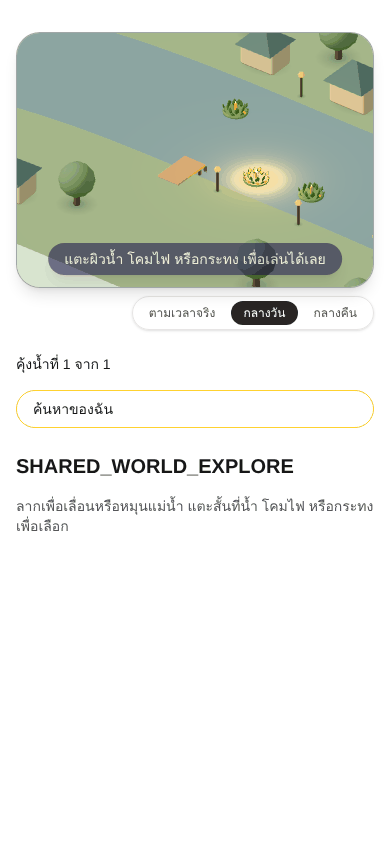 แตะผิวน้ำ โคมไฟ หรือกระทง เพื่อเล่นได้เลย
ตามเวลาจริง กลางวัน กลางคืน
คุ้งน้ำที่ 1 จาก 1
ค้นหาของฉัน
SHARED_WORLD_EXPLORE
ลากเพื่อเลื่อนหรือหมุนแม่น้ำ แตะสั้นที่น้ำ โคมไฟ หรือกระทง
เพื่อเลือก